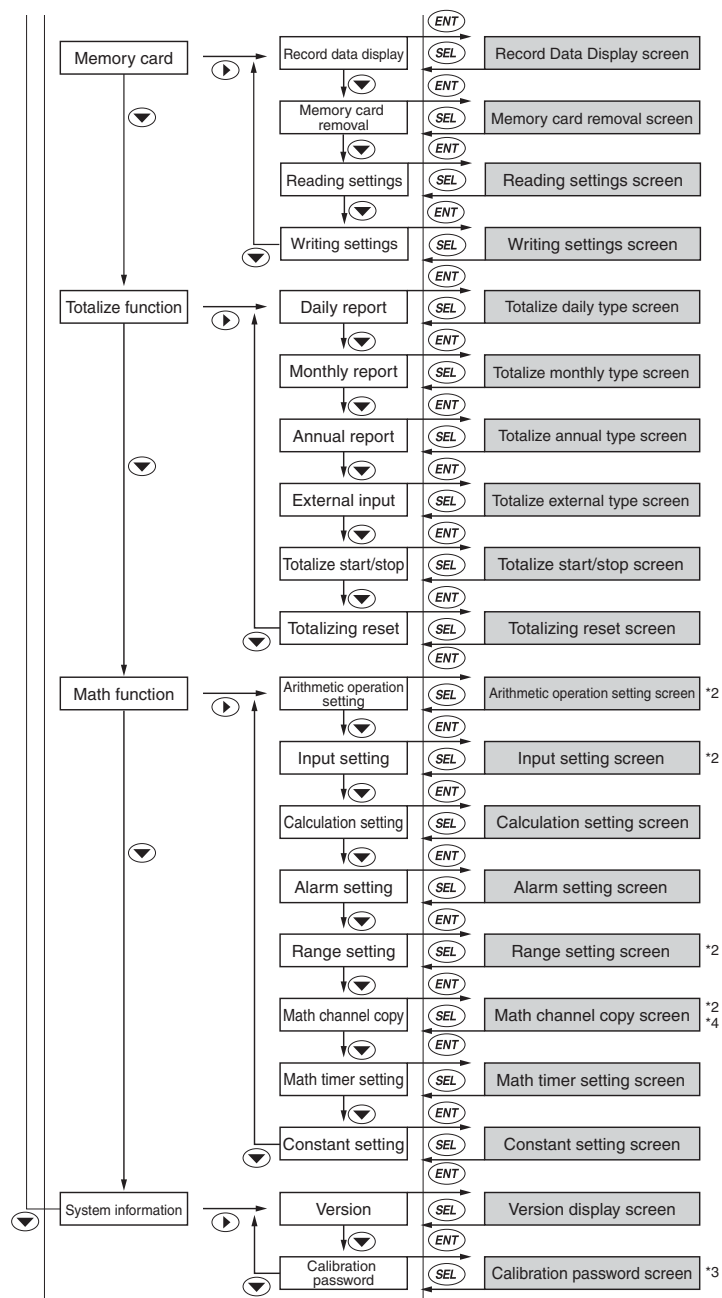 ENT
Memory card
Record data display
SEL
Record Data Display screen
ENT
Memory card
removal
SEL
Memory card removal screen
ENT
Reading settings
SEL
Reading settings screen
ENT
Writing settings
SEL
Writing settings screen
ENT
Totalize function
Daily report
SEL
Totalize daily type screen
ENT
Monthly report
SEL
Totalize monthly type screen
ENT
Annual report
SEL
Totalize annual type screen
ENT
External input
SEL
Totalize external type screen
ENT
Totalize start/stop
SEL
Totalize start/stop screen
ENT
Totalizing reset
SEL
Totalizing reset screen
ENT
Math function
Arithmetic operation
setting
SEL
Arithmetic operation setting screen
*2
ENT
Input setting
SEL
Input setting screen
*2
ENT
Calculation setting
SEL
Calculation setting screen
ENT
Alarm setting
SEL
Alarm setting screen
ENT
Range setting
SEL
Range setting screen
*2
ENT
Math channel copy
SEL
Math channel copy screen
*2
*4
ENT
Math timer setting
SEL
Math timer setting screen
ENT
Constant setting
SEL
Constant setting screen
ENT
System information
Version
SEL
Version display screen
ENT
Calibration
password
SEL
Calibration password screen
*3